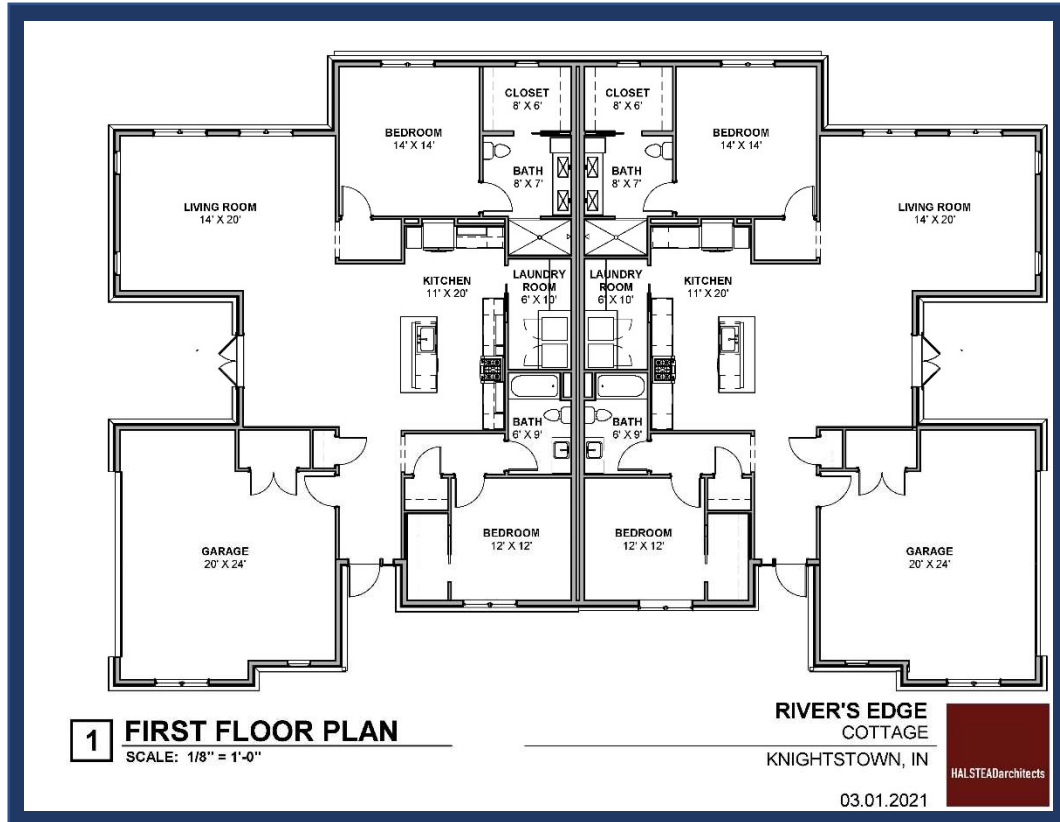 CLOSET
8' X 6'
CLOSET
8' X 6'
BEDROOM
14' X 14'
BEDROOM
14' X 14'
BATH
8' X 7'
BATH
8' X 7'
LIVING ROOM
14' X 20'
LIVING ROOM
14' X 20'
KITCHEN
11' X 20'
LAUNDRY
ROOM
6' X 10'
LAUNDRY
ROOM
6' X 10'
KITCHEN
11' X 20'
BATH
6' X 9'
BATH
6' X 9'
GARAGE
20' X 24'
BEDROOM
12' X 12'
BEDROOM
12' X 12'
GARAGE
20' X 24'
1 FIRST FLOOR PLAN
SCALE: 1/8" = 1'-0"
RIVER'S EDGE
COTTAGE
KNIGHTSTOWN, IN
03.01.2021
HALSTEADarchitects